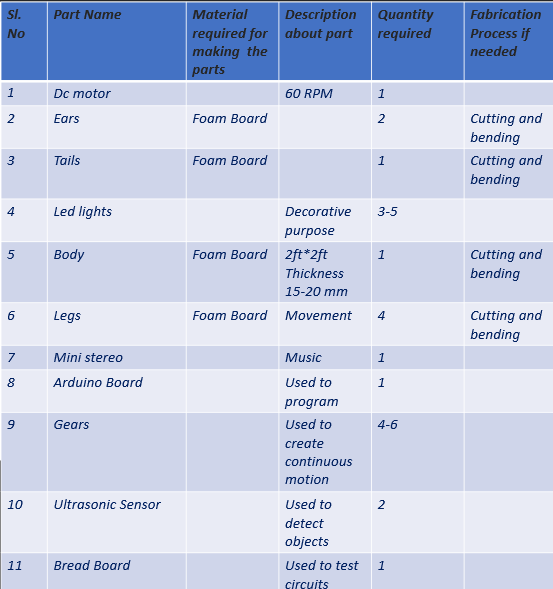 Sl. No | Part Name | Material required for making the parts | Description about part | Quantity required | Fabrication Process if needed
1 | Dc motor | | 60 RPM | 1 |
2 | Ears | Foam Board | | 2 | Cutting and bending
3 | Tails | Foam Board | | 1 | Cutting and bending
4 | Led lights | | Decorative purpose | 3-5 |
5 | Body | Foam Board | 2ft*2ft Thickness 15-20 mm | 1 | Cutting and bending
6 | Legs | Foam Board | Movement | 4 | Cutting and bending
7 | Mini stereo | | Music | 1 |
8 | Arduino Board | | Used to program | 1 |
9 | Gears | | Used to create continuous motion | 4-6 |
10 | Ultrasonic Sensor | | Used to detect objects | 2 |
11 | Bread Board | | Used to test circuits | 1 |